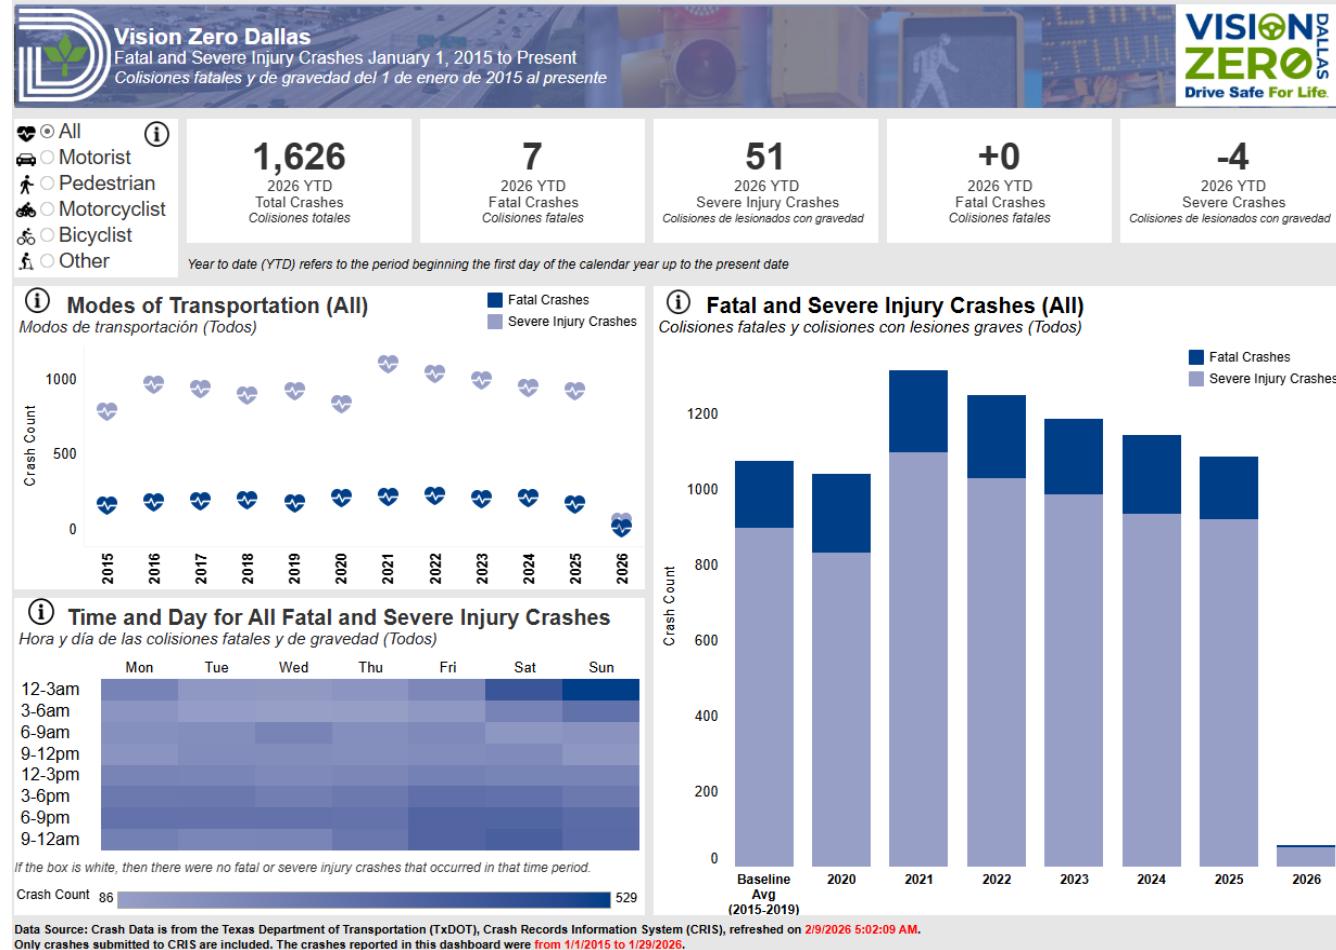 Vision Zero Dallas
Fatal and Severe Injury Crashes January 1, 2015 to Present
Colisiones fatales y de gravedad del 1 de enero de 2015 al presente
VISION
ZERO
DALLAS
Drive Safe For Life.
All
Motorist
Pedestrian
Motorcyclist
Bicyclist
Other
1,626
2026 YTD
Total Crashes
Colisiones totales
7
2026 YTD
Fatal Crashes
Colisiones fatales
51
2026 YTD
Severe Injury Crashes
Colisiones de lesionados con gravedad
+0
2026 YTD
Fatal Crashes
Colisiones fatales
-4
2026 YTD
Severe Crashes
Colisiones de lesionados con gravedad
Year to date (YTD) refers to the period beginning the first day of the calendar year up to the present date
Modes of Transportation (All)
Modos de transportación (Todos)
Fatal Crashes
Severe Injury Crashes
Crash Count
1000
500
0
2015 2016 2017 2018 2019 2020 2021 2022 2023 2024 2025 2026
Time and Day for All Fatal and Severe Injury Crashes
Hora y día de las colisiones fatales y de gravedad (Todos)
Mon Tue Wed Thu Fri Sat Sun
12-3am
3-6am
6-9am
9-12pm
12-3pm
3-6pm
6-9pm
9-12am
If the box is white, then there were no fatal or severe injury crashes that occurred in that time period.
Crash Count 86 529
Fatal and Severe Injury Crashes (All)
Colisiones fatales y colisiones con lesiones graves (Todos)
Fatal Crashes
Severe Injury Crashes
Crash Count
1200
1000
800
600
400
200
0
Baseline Avg (2015-2019) 2020 2021 2022 2023 2024 2025 2026
Data Source: Crash Data is from the Texas Department of Transportation (TxDOT), Crash Records Information System (CRIS), refreshed on 2/9/2026 5:02:09 AM.
Only crashes submitted to CRIS are included. The crashes reported in this dashboard were from 1/1/2015 to 1/29/2026.